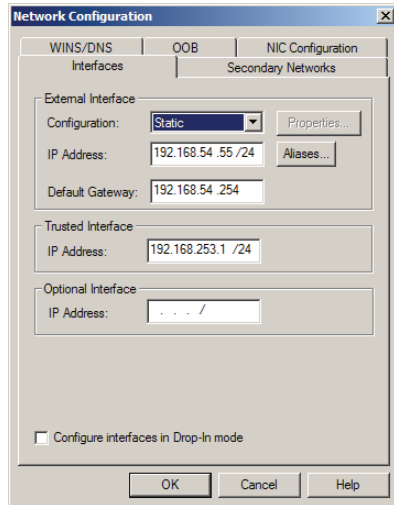 Network Configuration
WINS/DNS OOB NIC Configuration
Interfaces Secondary Networks
External Interface
Configuration: Static Properties...
IP Address: 192.168.54 .55 /24 Aliases...
Default Gateway: 192.168.54 .254
Trusted Interface
IP Address: 192.168.253.1 /24
Optional Interface
IP Address: . . . /
Configure interfaces in Drop-In mode
OK Cancel Help